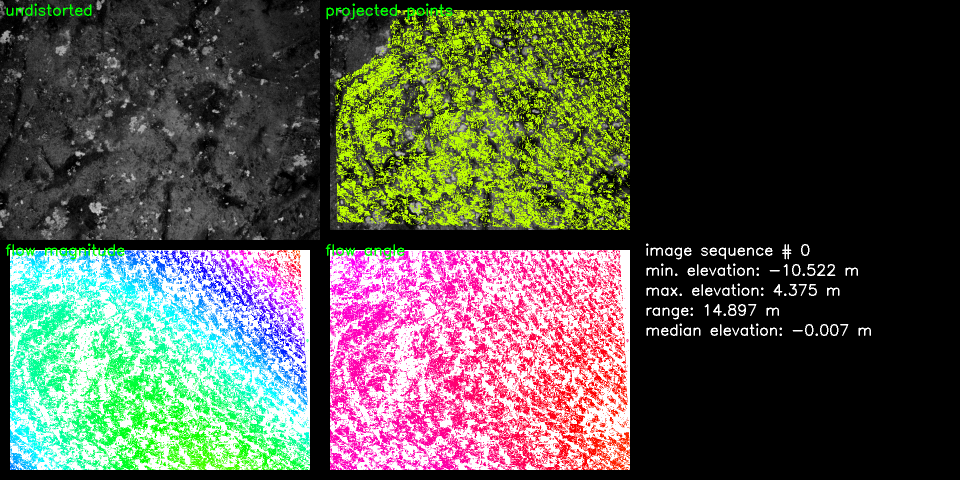 undistorted
projected points
flow magnitude
flow angle
image sequence # 0
min. elevation: -10.522 m
max. elevation: 4.375 m
range: 14.897 m
median elevation: -0.007 m